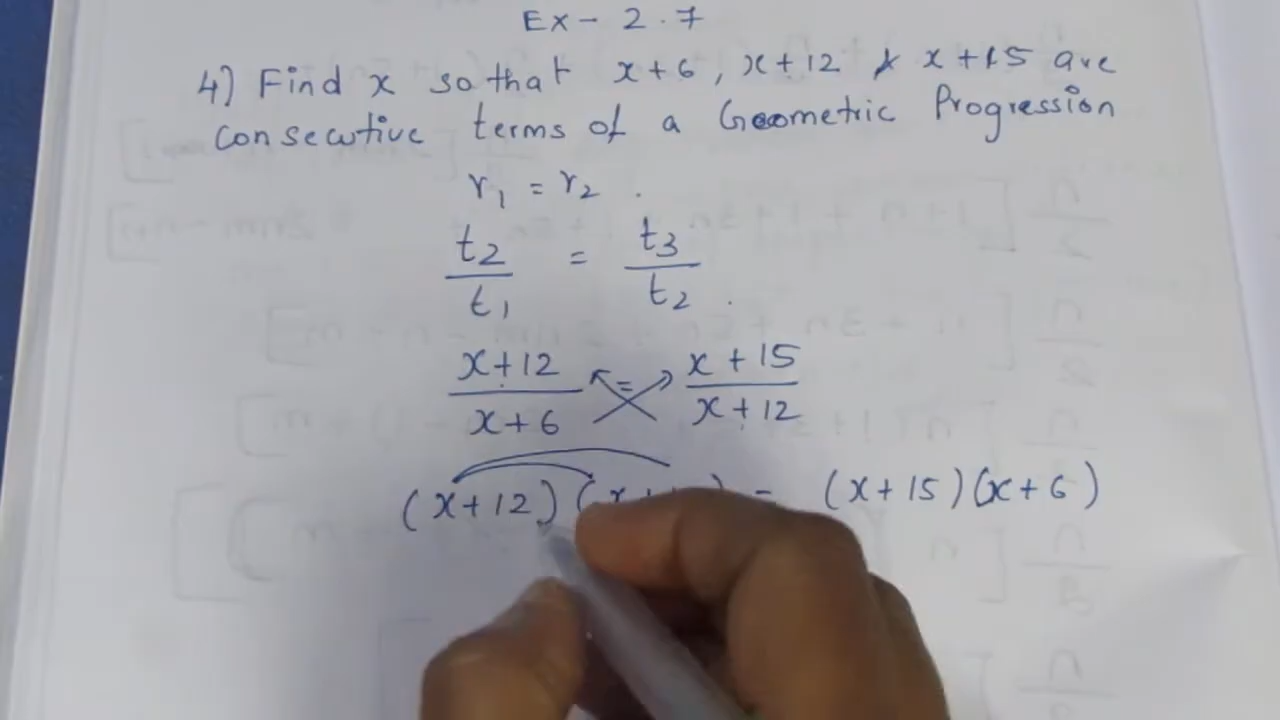 Ex - 2.7
4) Find x so that x+6, x+12 & x+15 are
consecutive terms of a Geometric Progression
r₁ = r₂ .
t₂/t₁ = t₃/t₂ .
x+12/x+6 = x+15/x+12
(x+12)(x+ ) = (x+15)(x+6)